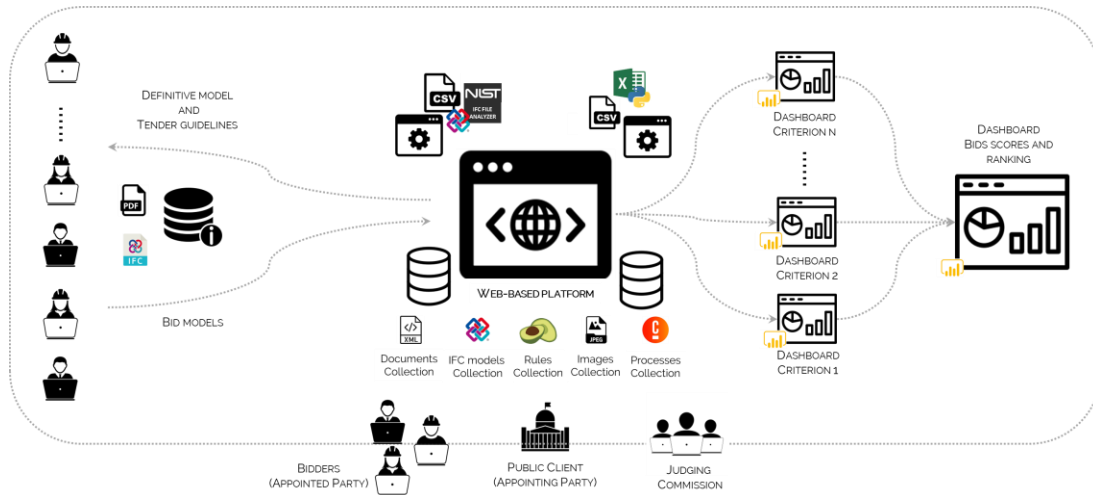 DEFINITIVE MODEL
AND
TENDER GUIDELINES
PDF
IFC
BID MODELS
CSV
NIST
IFC FILE
ANALYZER
X
CSV
WEB-BASED PLATFORM
XML
JPEG
Documents
Collection
IFC models
Collection
Rules
Collection
Images
Collection
Processes
Collection
DASHBOARD
CRITERION N
DASHBOARD
CRITERION 2
DASHBOARD
CRITERION 1
DASHBOARD
BIDS SCORES AND
RANKING
BIDDERS
(APPOINTED PARTY)
PUBLIC CLIENT
(APPOINTING PARTY)
JUDGING
COMMISSION